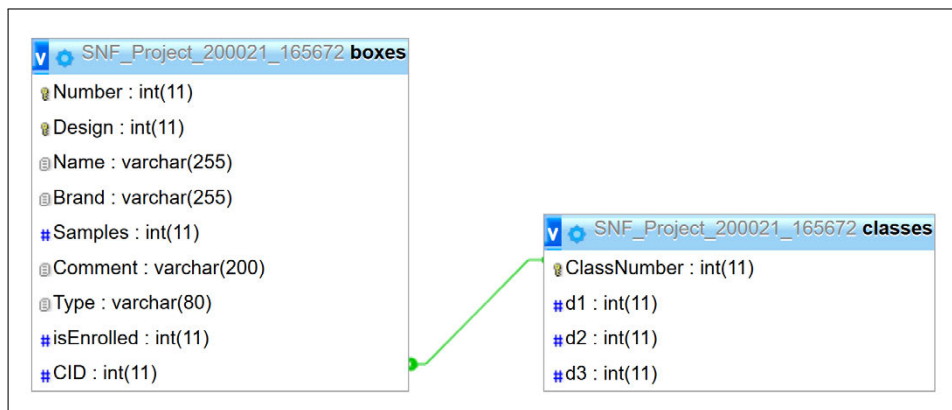 v SNF_Project_200021_165672 boxes
Number : int(11)
Design : int(11)
Name : varchar(255)
Brand : varchar(255)
# Samples : int(11)
Comment : varchar(200)
Type : varchar(80)
# isEnrolled : int(11)
# CID : int(11)
v SNF_Project_200021_165672 classes
ClassNumber : int(11)
# d1 : int(11)
# d2 : int(11)
# d3 : int(11)